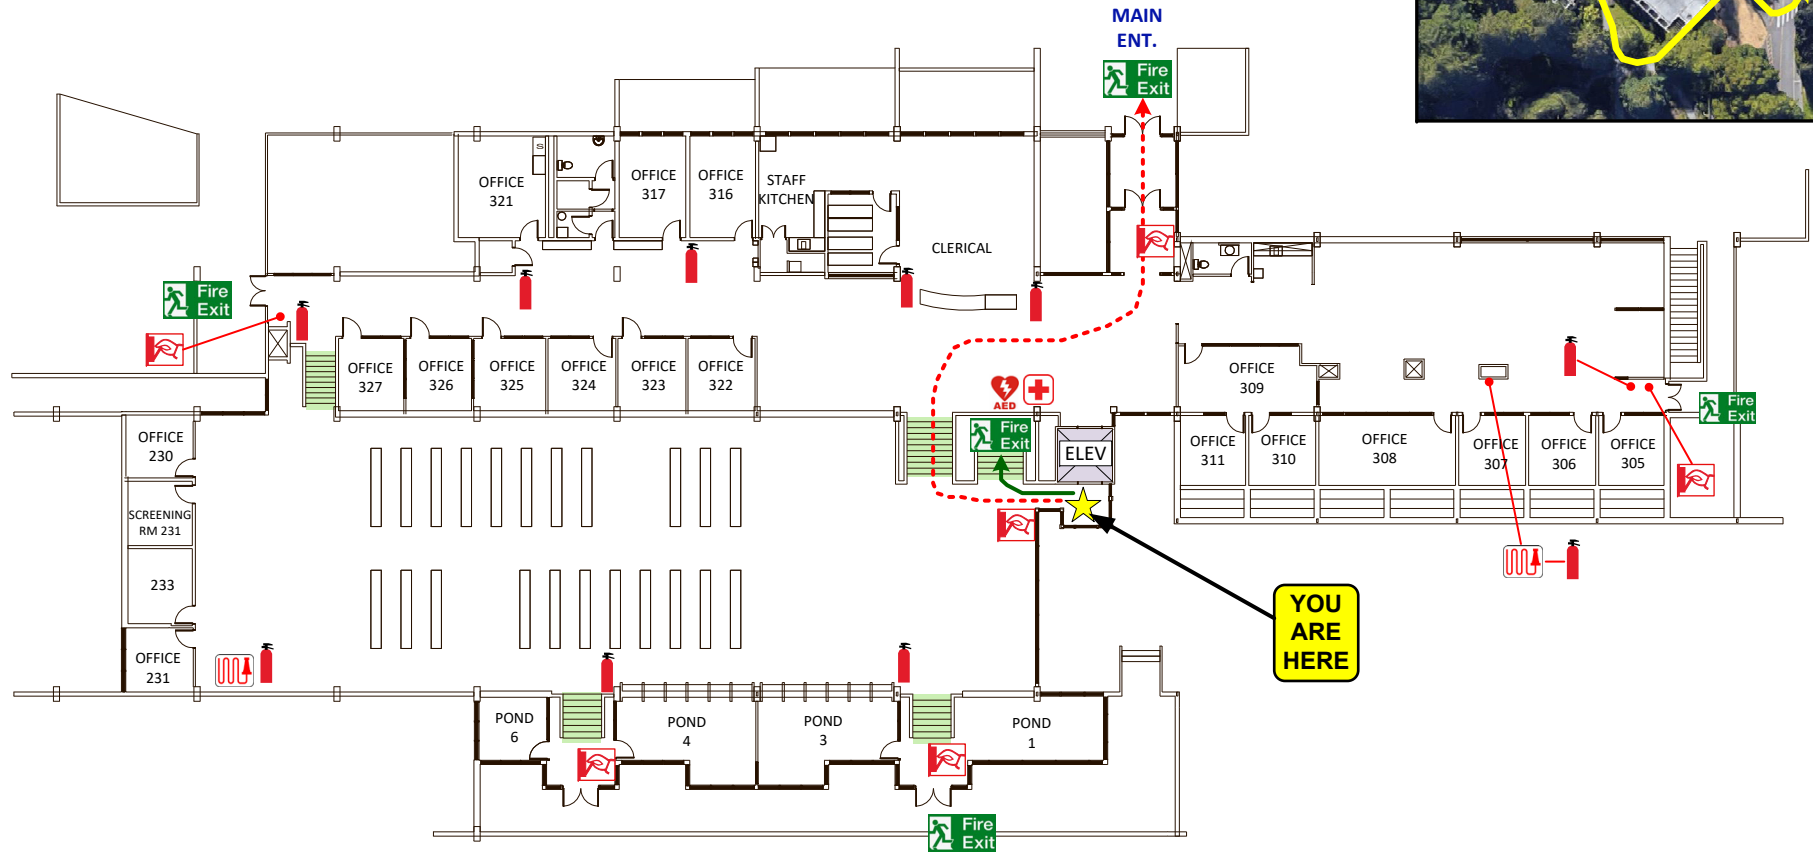 MAIN
ENT.
Fire
Exit
OFFICE
321
S
OFFICE
317
OFFICE
316
STAFF
KITCHEN
CLERICAL
Fire
Exit
OFFICE
327
OFFICE
326
OFFICE
325
OFFICE
324
OFFICE
323
OFFICE
322
AED
OFFICE
309
Fire
Exit
Fire
Exit
ELEV
OFFICE
311
OFFICE
310
OFFICE
308
OFFICE
307
OFFICE
306
OFFICE
305
OFFICE
230
SCREENING
RM 231
233
OFFICE
231
YOU
ARE
HERE
POND
6
POND
4
POND
3
POND
1
Fire
Exit